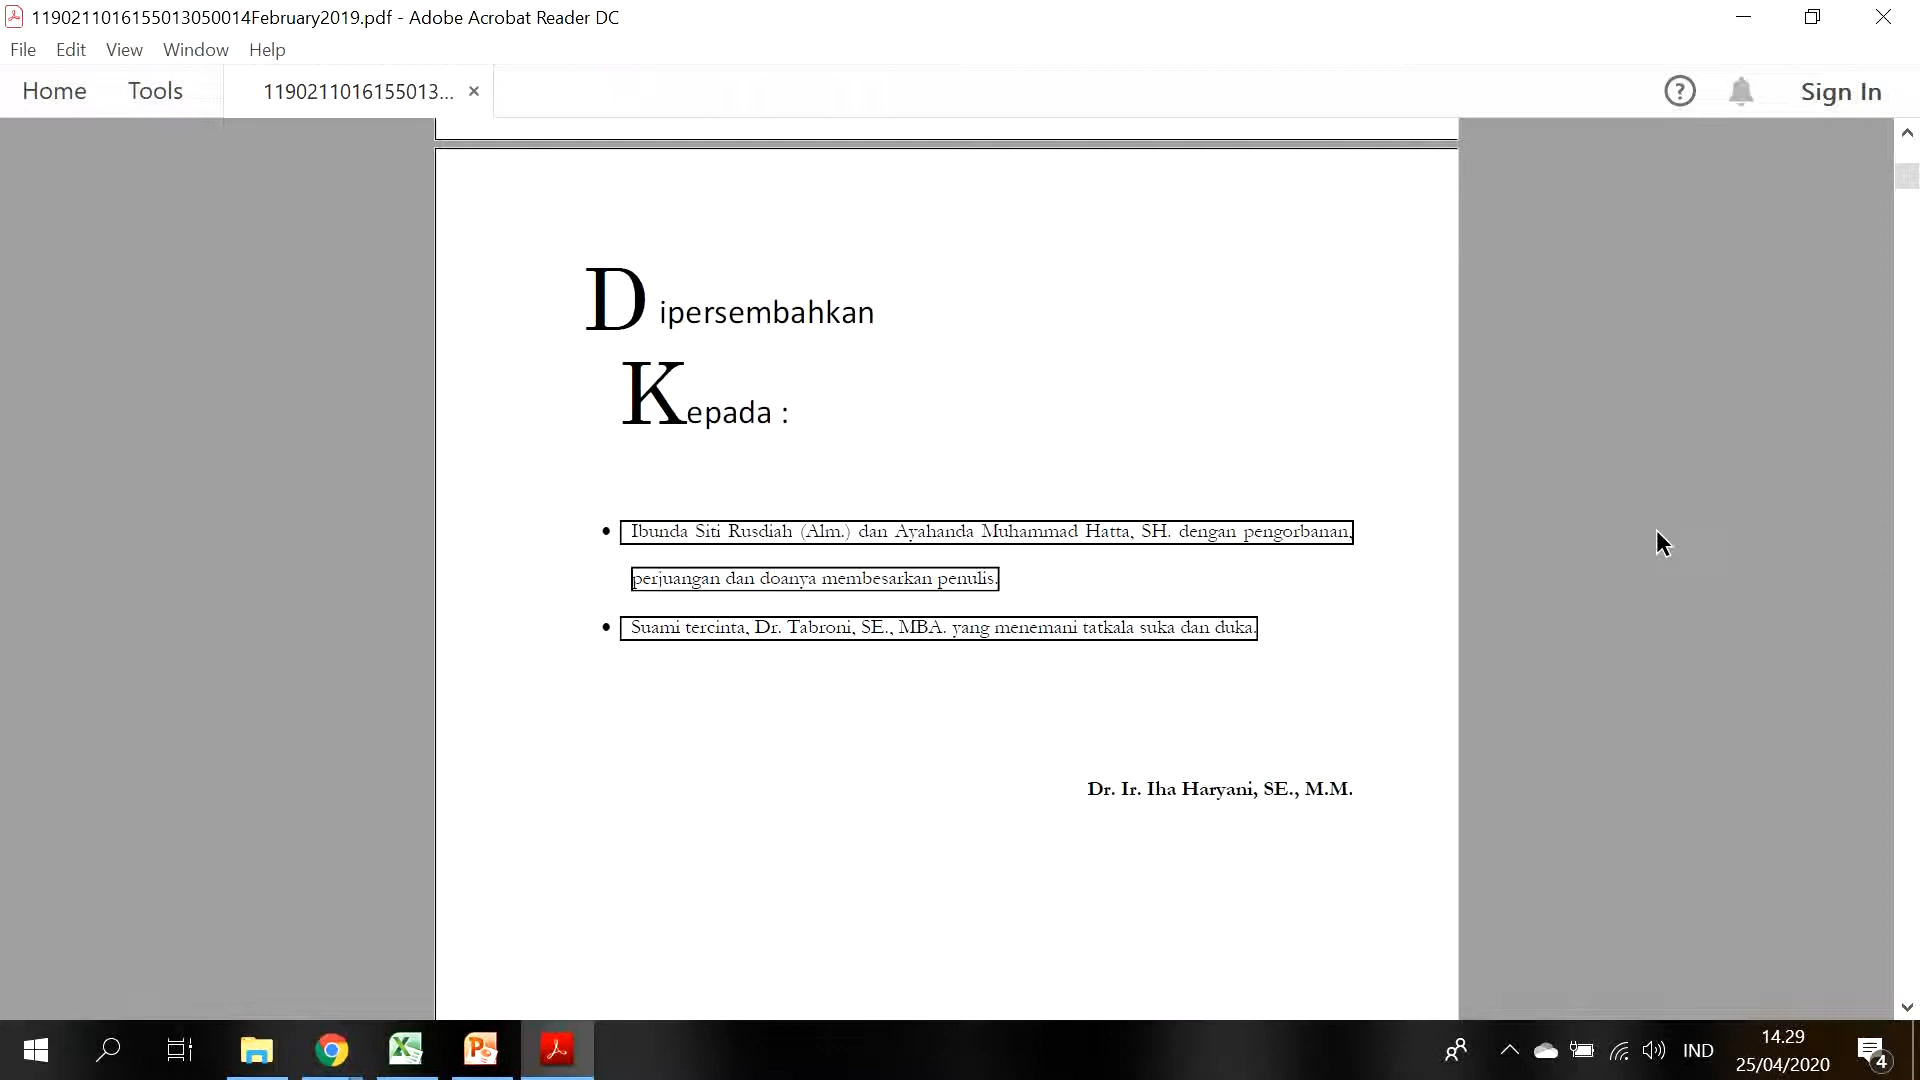 1190211016155013050014February2019.pdf - Adobe Acrobat Reader DC
File Edit View Window Help
Home Tools 1190211016155013... × Sign In
Dipersembahkan
Kepada :
• Ibunda Siti Rusdiah (Alm.) dan Ayahanda Muhammad Hatta, SH. dengan pengorbanan,
perjuangan dan doanya membesarkan penulis.
• Suami tercinta, Dr. Tabroni, SE., MBA. yang menemani tatkala suka dan duka.
Dr. Ir. Iha Haryani, SE., M.M.
IND
14.29
25/04/2020
4